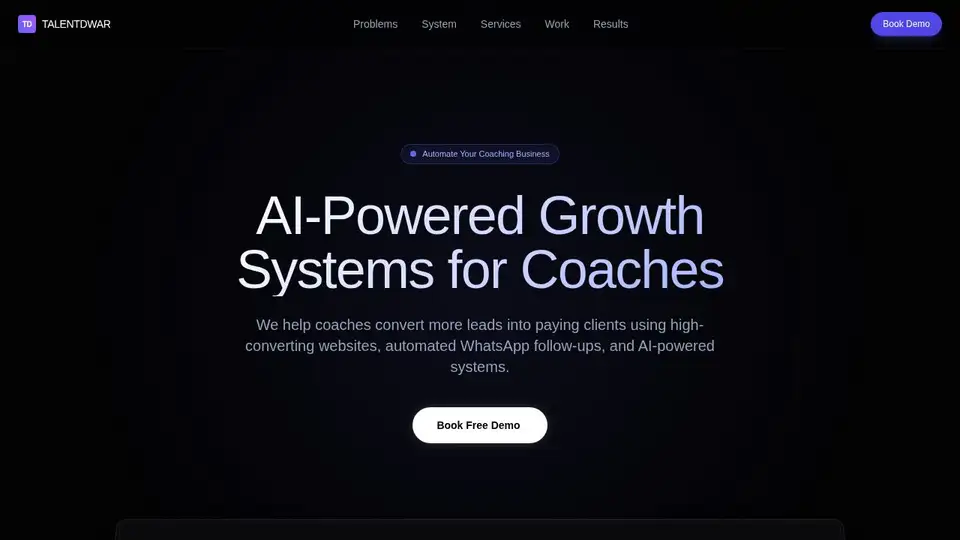 TD TALENTDWAR
Problems System Services Work Results
Book Demo
Automate Your Coaching Business
AI-Powered Growth
Systems for Coaches
We help coaches convert more leads into paying clients using high-
converting websites, automated WhatsApp follow-ups, and AI-powered
systems.
Book Free Demo